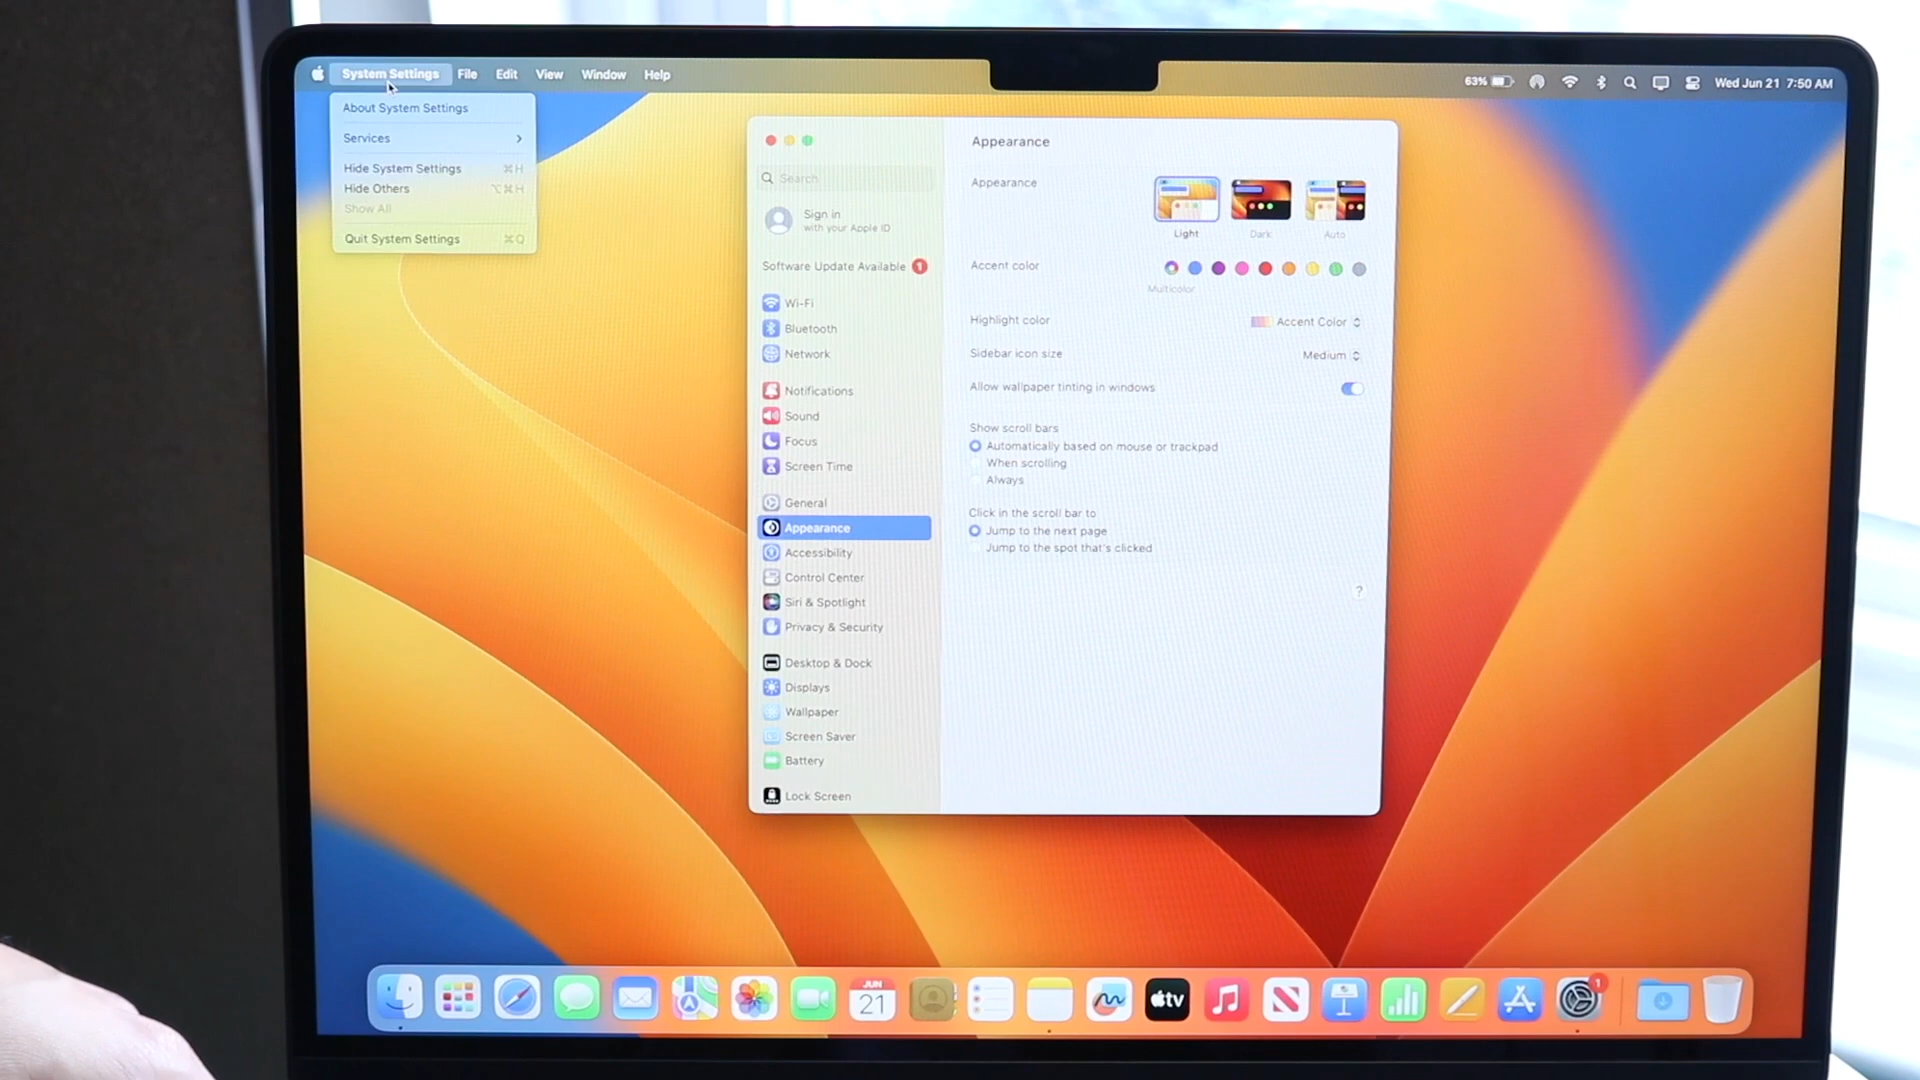 System Settings File Edit View Window Help
63% Wed Jun 21 7:50 AM
About System Settings
Services
Hide System Settings ⌘H
Hide Others ⌥⌘H
Show All
Quit System Settings ⌘Q
Search
Sign in
with your Apple ID
Software Update Available 1
Wi-Fi
Bluetooth
Network
Notifications
Sound
Focus
Screen Time
General
Appearance
Accessibility
Control Center
Siri & Spotlight
Privacy & Security
Desktop & Dock
Displays
Wallpaper
Screen Saver
Battery
Lock Screen
Appearance
Appearance
Light Dark Auto
Accent color
Multicolor
Highlight color Accent Color
Sidebar icon size Medium
Allow wallpaper tinting in windows
Show scroll bars
Automatically based on mouse or trackpad
When scrolling
Always
Click in the scroll bar to
Jump to the next page
Jump to the spot that's clicked
?
JUN
21
tv
1